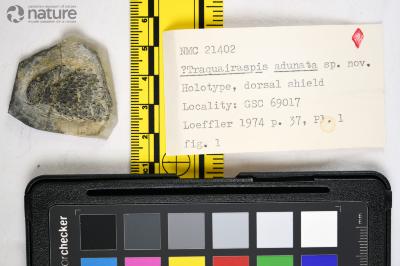 nature
NMC 21402
?Traquairaspis adunata sp. nov.
Holotype, dorsal shield
Locality: GSC 69017
Loeffler 1974 p. 37, Pl. 1
fig. 1
checker
mm